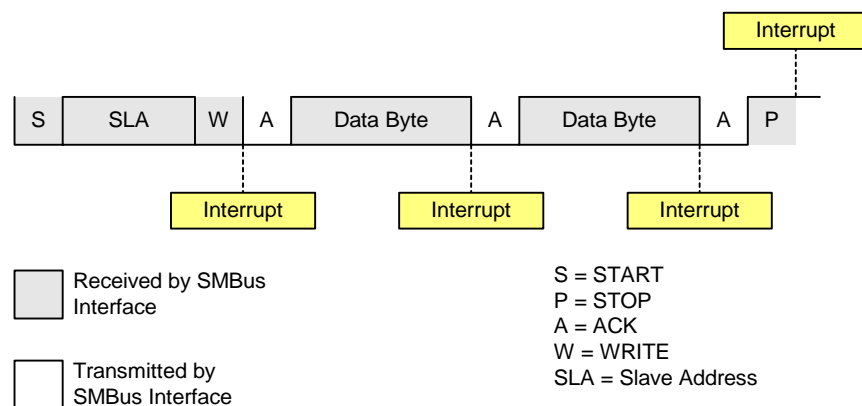 Interrupt
S SLA W A Data Byte A Data Byte A P
Interrupt Interrupt Interrupt
Received by SMBus
Interface
Transmitted by
SMBus Interface
S = START
P = STOP
A = ACK
W = WRITE
SLA = Slave Address